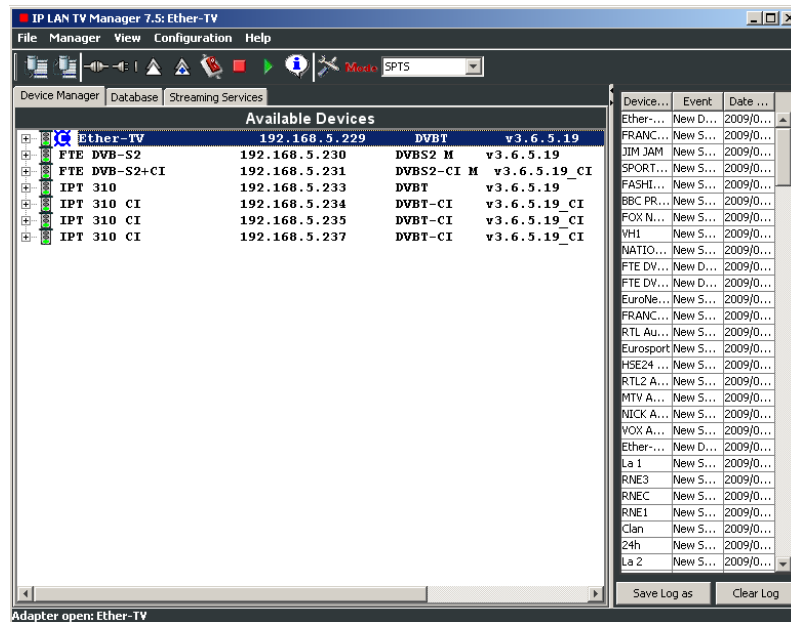 IP LAN TV Manager 7.5: Ether-TV
File Manager View Configuration Help
Mode SPTS
Device Manager Database Streaming Services
Available Devices
C Ether-TV 192.168.5.229 DVBT v3.6.5.19
FTE DVB-S2 192.168.5.230 DVBS2 M v3.6.5.19
FTE DVB-S2+CI 192.168.5.231 DVBS2-CI M v3.6.5.19_CI
IPT 310 192.168.5.233 DVBT v3.6.5.19
IPT 310 CI 192.168.5.234 DVBT-CI v3.6.5.19_CI
IPT 310 CI 192.168.5.235 DVBT-CI v3.6.5.19_CI
IPT 310 CI 192.168.5.237 DVBT-CI v3.6.5.19_CI
Device... Event Date ...
Ether-... New D... 2009/0...
FRANC... New S... 2009/0...
JIM JAM New S... 2009/0...
SPORT... New S... 2009/0...
FASHI... New S... 2009/0...
BBC PR... New S... 2009/0...
FOX N... New S... 2009/0...
VH1 New S... 2009/0...
NATIO... New S... 2009/0...
FTE DV... New D... 2009/0...
FTE DV... New D... 2009/0...
EuroNe... New S... 2009/0...
FRANC... New S... 2009/0...
RTL Au... New S... 2009/0...
Eurosport New S... 2009/0...
HSE24 ... New S... 2009/0...
RTL2 A... New S... 2009/0...
MTV A... New S... 2009/0...
NICK A... New S... 2009/0...
VOX A... New S... 2009/0...
Ether-... New D... 2009/0...
La 1 New S... 2009/0...
RNE3 New S... 2009/0...
RNEC New S... 2009/0...
RNE1 New S... 2009/0...
Clan New S... 2009/0...
24h New S... 2009/0...
La 2 New S... 2009/0...
Save Log as Clear Log
Adapter open: Ether-TV